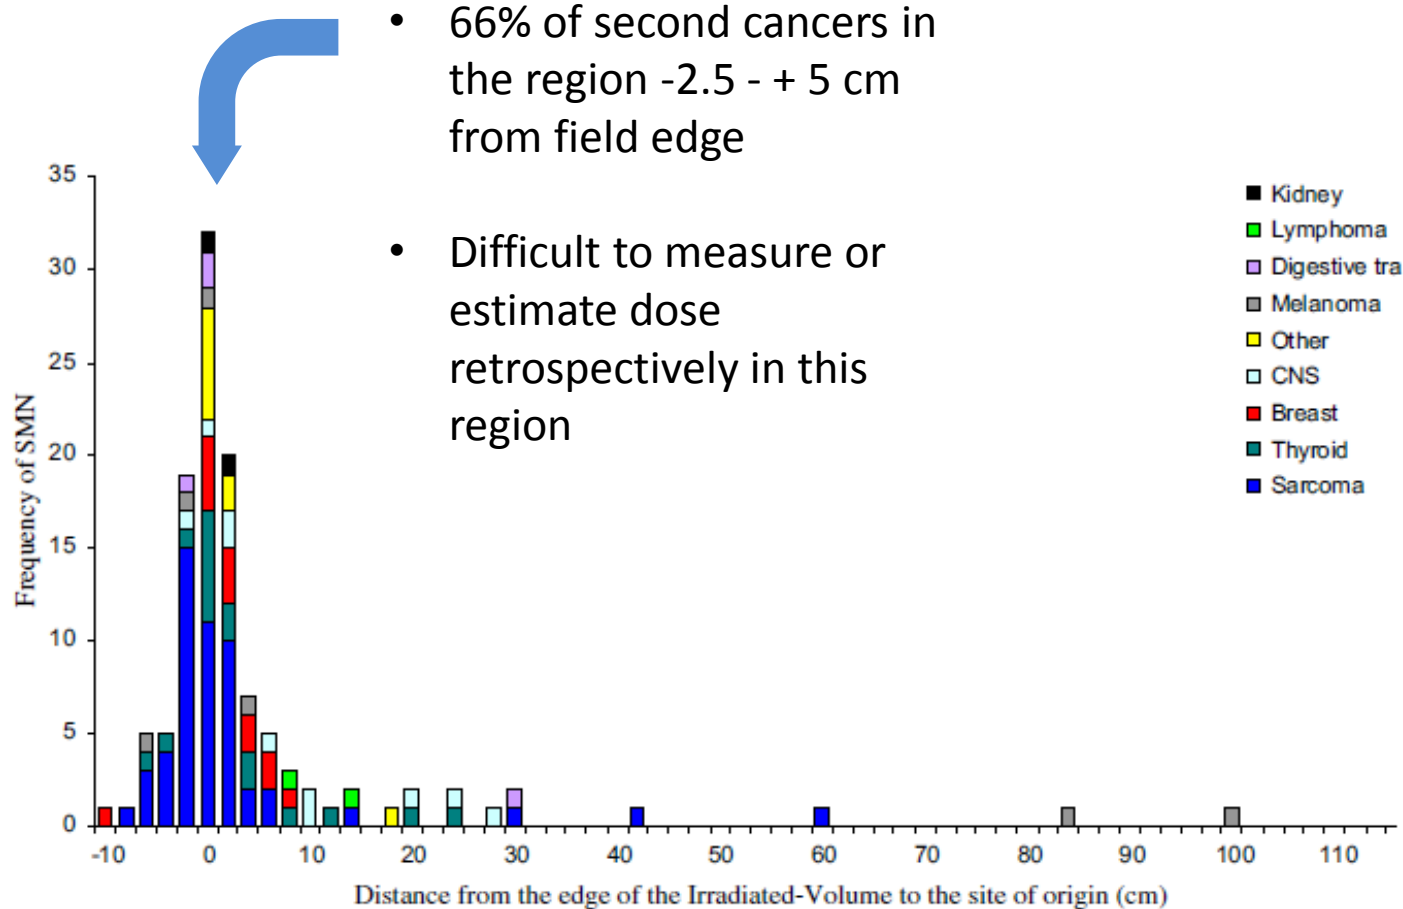 • 66% of second cancers in
the region -2.5 - + 5 cm
from field edge
• Difficult to measure or
estimate dose
retrospectively in this
region
35
30
25
20
15
10
5
0
Frequency of SMN
Kidney
Lymphoma
Digestive tra
Melanoma
Other
CNS
Breast
Thyroid
Sarcoma
-10 0 10 20 30 40 50 60 70 80 90 100 110
Distance from the edge of the Irradiated-Volume to the site of origin (cm)